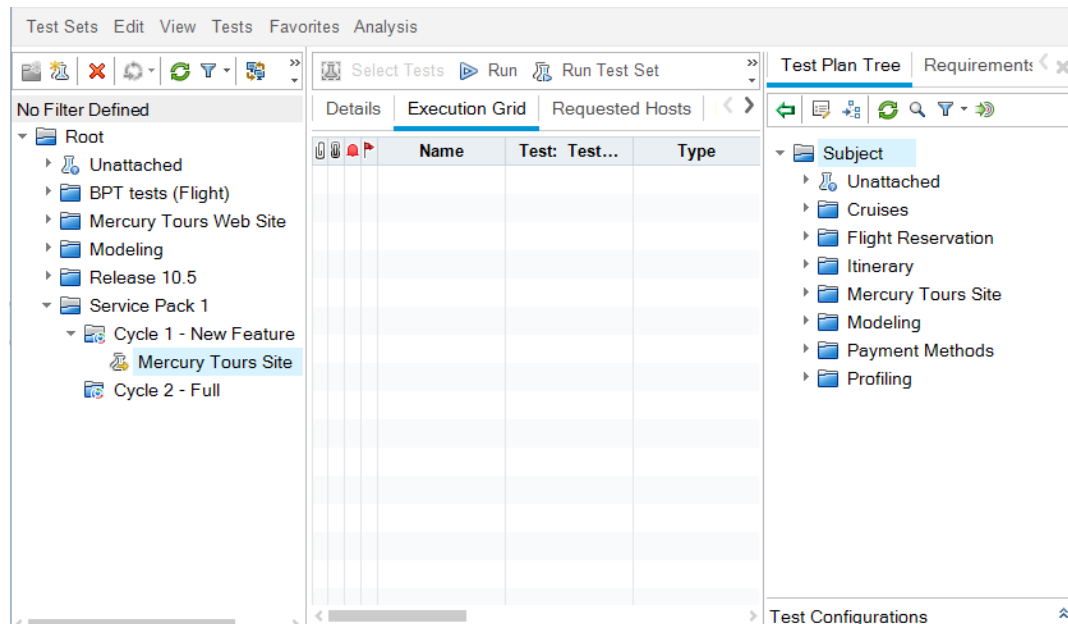 Test Sets Edit View Tests Favorites Analysis
No Filter Defined
Root
Unattached
BPT tests (Flight)
Mercury Tours Web Site
Modeling
Release 10.5
Service Pack 1
Cycle 1 - New Feature
Mercury Tours Site
Cycle 2 - Full
Select Tests Run Run Test Set
Details Execution Grid Requested Hosts
Name Test: Test... Type
Test Plan Tree Requirements
Subject
Unattached
Cruises
Flight Reservation
Itinerary
Mercury Tours Site
Modeling
Payment Methods
Profiling
Test Configurations